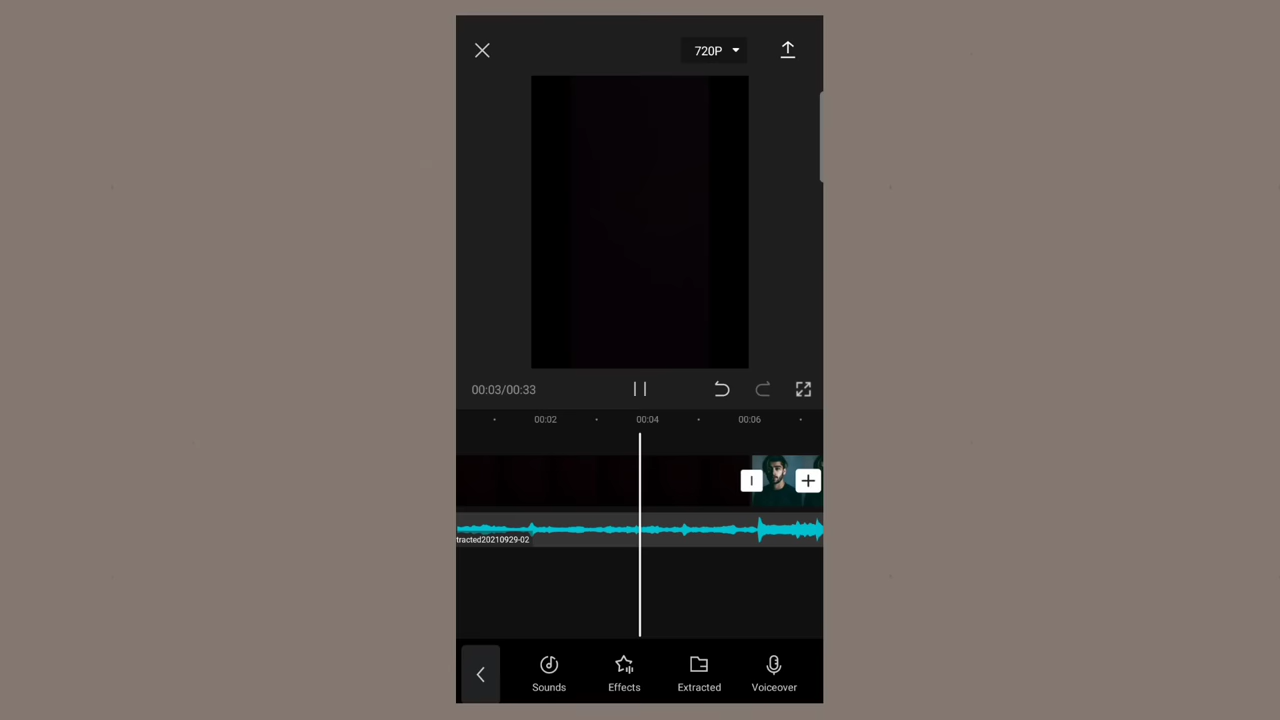 720P
00:03/00:33
00:02
00:04
00:06
tracted20210929-02
Sounds
Effects
Extracted
Voiceover